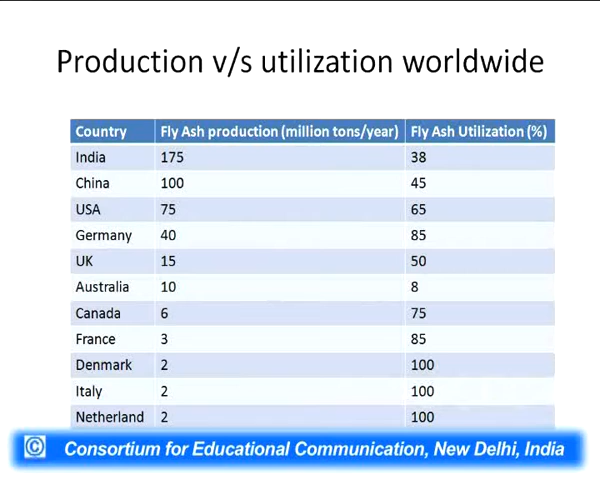 Production v/s utilization worldwide
Country Fly Ash production (million tons/year) Fly Ash Utilization (%)
India 175 38
China 100 45
USA 75 65
Germany 40 85
UK 15 50
Australia 10 8
Canada 6 75
France 3 85
Denmark 2 100
Italy 2 100
Netherland 2 100
© Consortium for Educational Communication, New Delhi, India